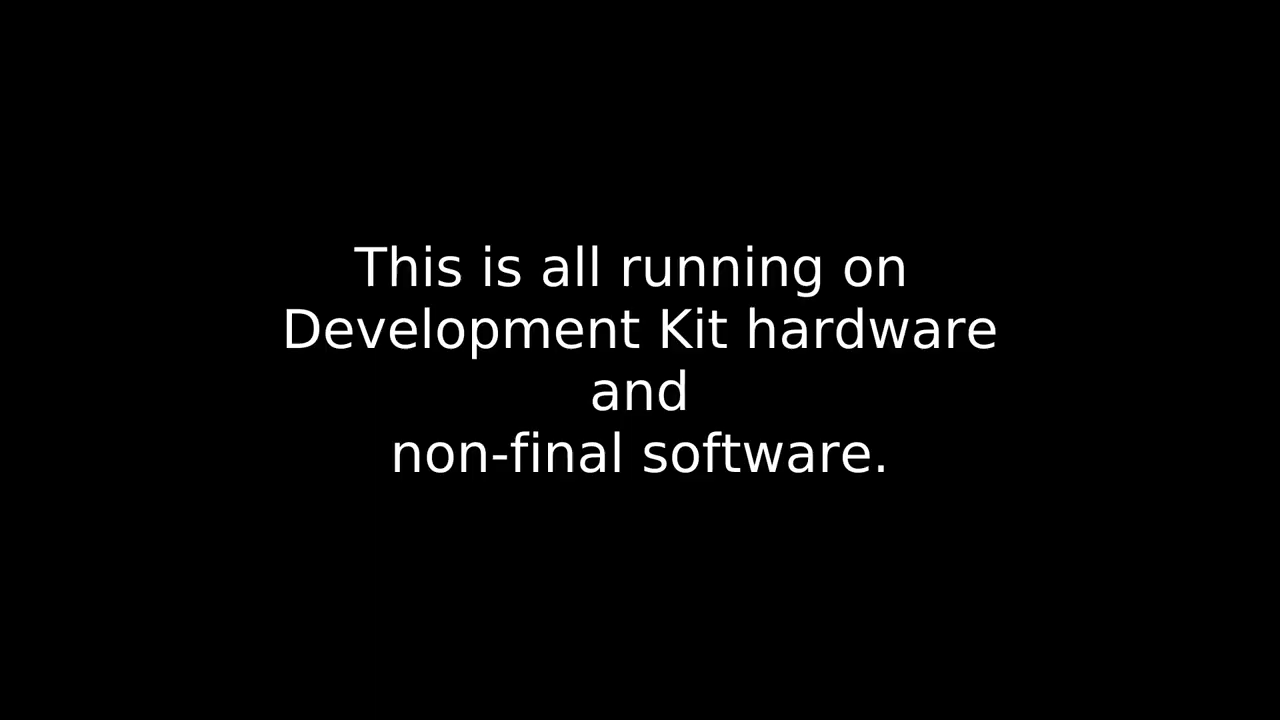 This is all running on
Development Kit hardware
and
non-final software.